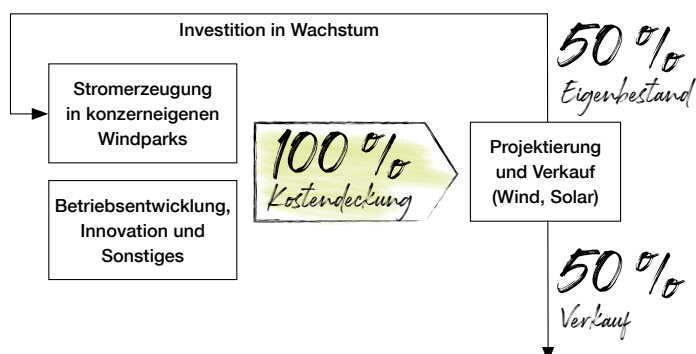 Investition in Wachstum
50 %
Eigenbestand
Stromerzeugung
in konzerneigenen
Windparks
100 %
Kostendeckung
Projektierung
und Verkauf
(Wind, Solar)
Betriebsentwicklung,
Innovation und
Sonstiges
50 %
Verkauf